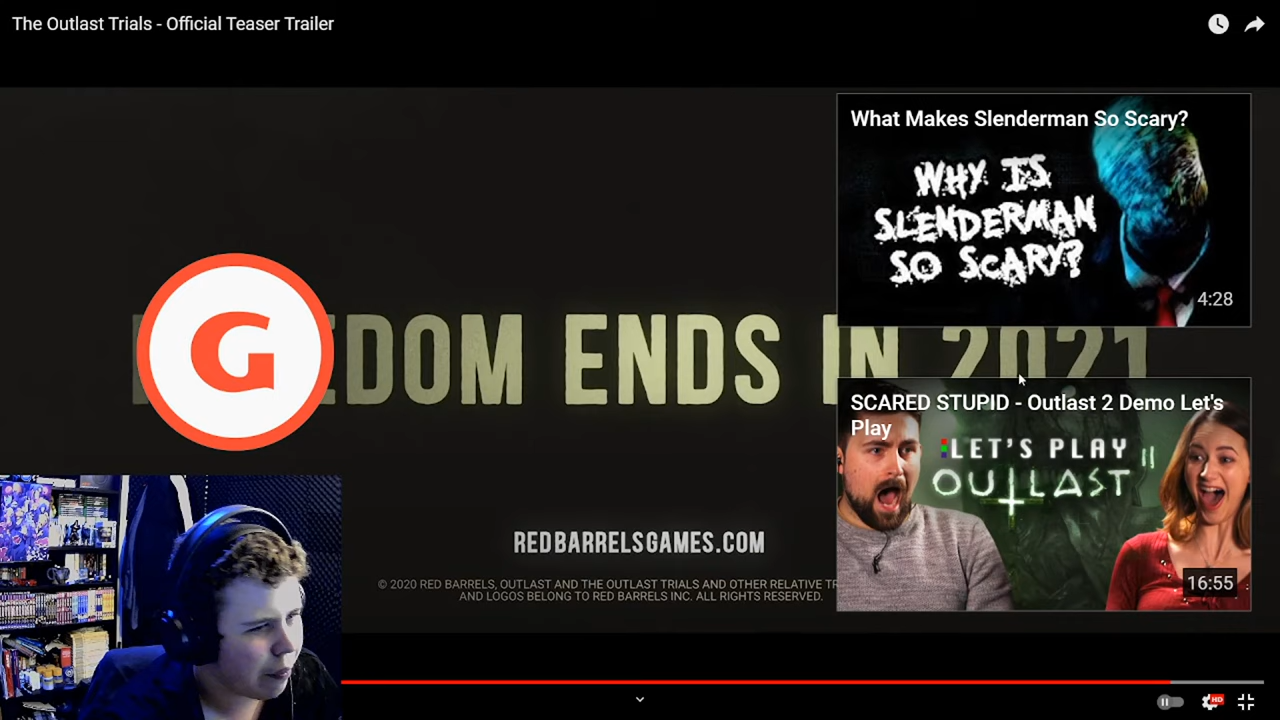 The Outlast Trials - Official Teaser Trailer
What Makes Slenderman So Scary?
WHY IS
SLENDERMAN
SO SCARY?
4:28
G
EDOM ENDS IN 2021
SCARED STUPID - Outlast 2 Demo Let's
Play
LET'S PLAY
OUTLAST II
16:55
REDBARRELSGAMES.COM
© 2020 RED BARRELS, OUTLAST AND THE OUTLAST TRIALS AND OTHER RELATIVE TR
AND LOGOS BELONG TO RED BARRELS INC. ALL RIGHTS RESERVED.
HD